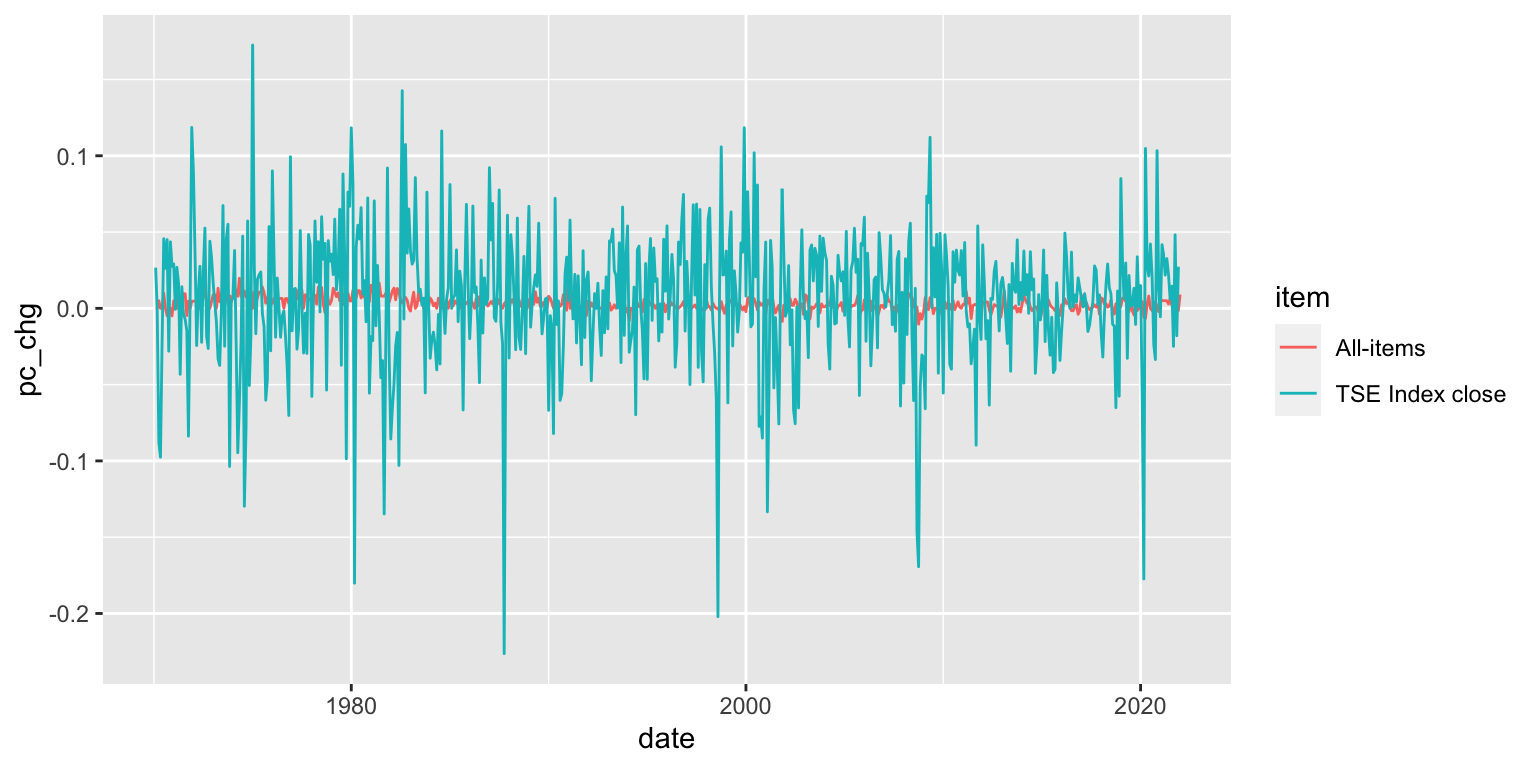 pc_chg
0.1
0.0
-0.1
-0.2
1980
2000
2020
date
item
All-items
TSE Index close